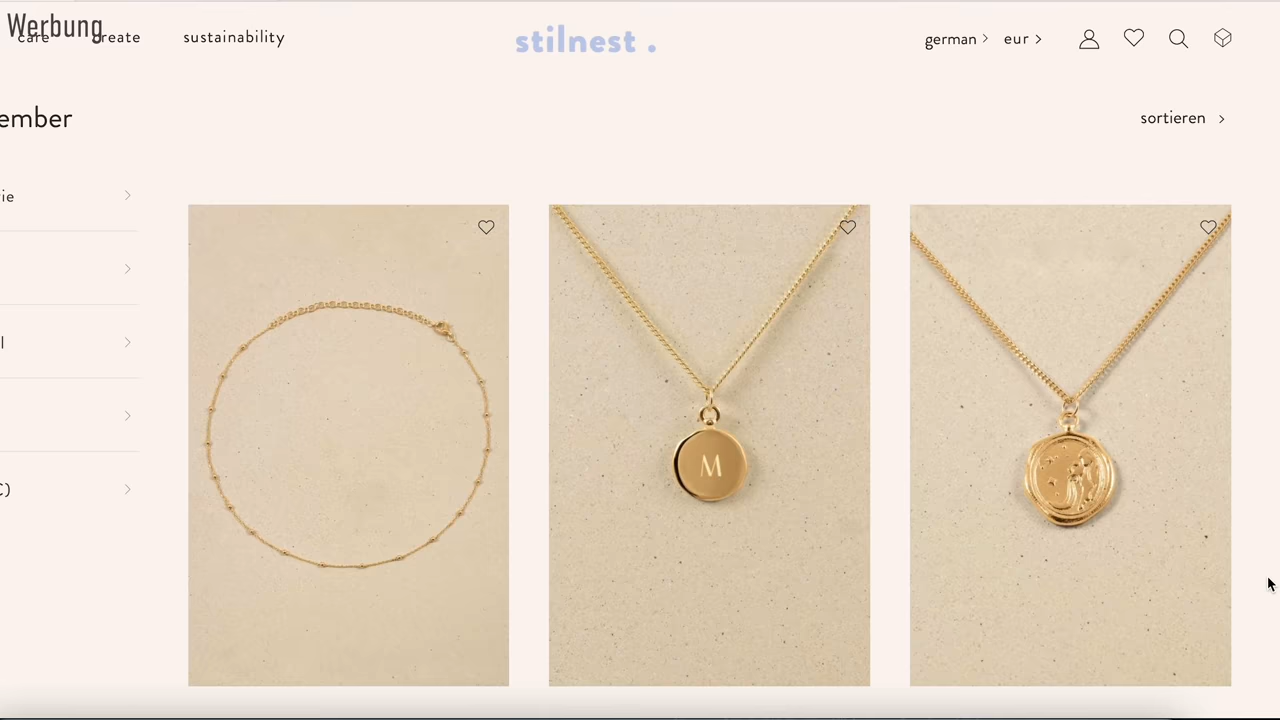 Werbung
care create sustainability
stilnest .
german eur
ember
sortieren
ie
l
C)
M